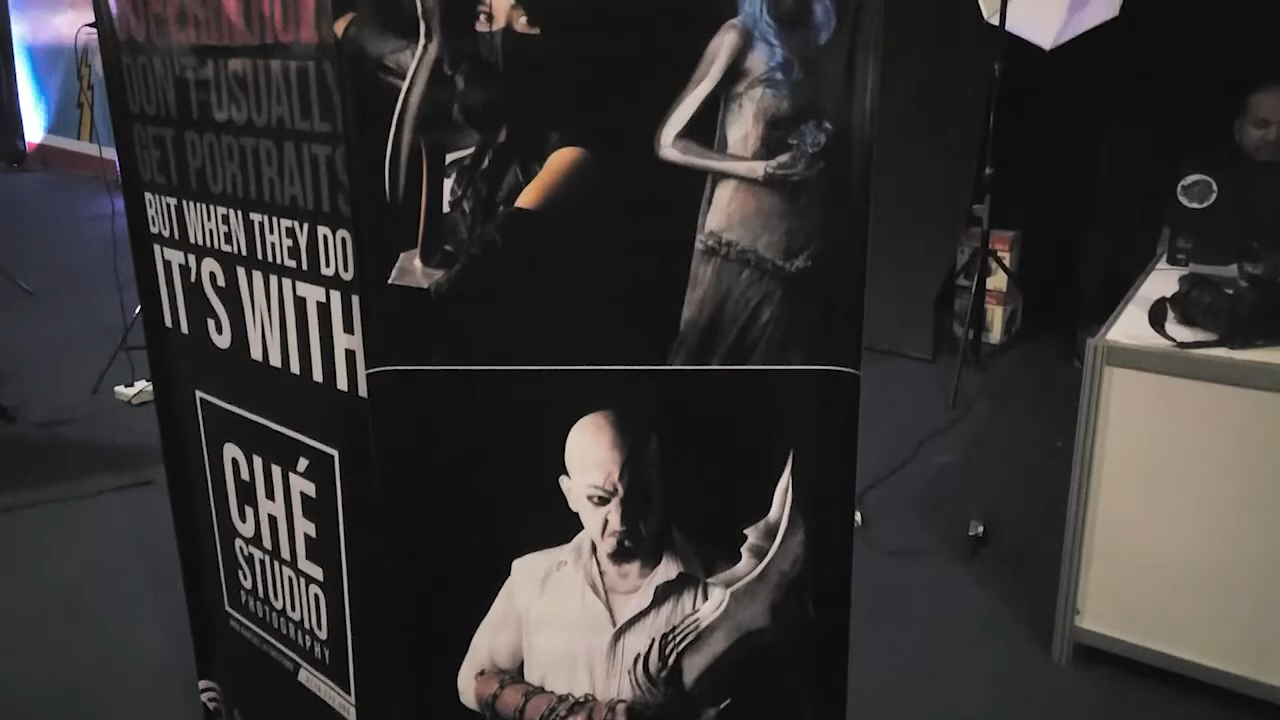 DON'T USUALLY
GET PORTRAITS
BUT WHEN THEY DO
IT'S WITH
CHÉ
STUDIO
PHOTOGRAPHY